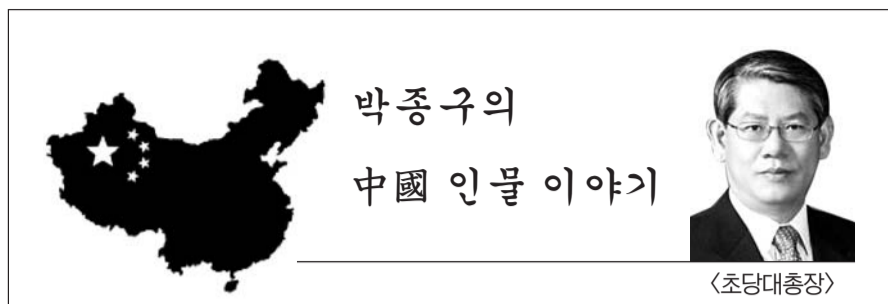 박종구의
中國 인물 이야기
〈초당대총장〉